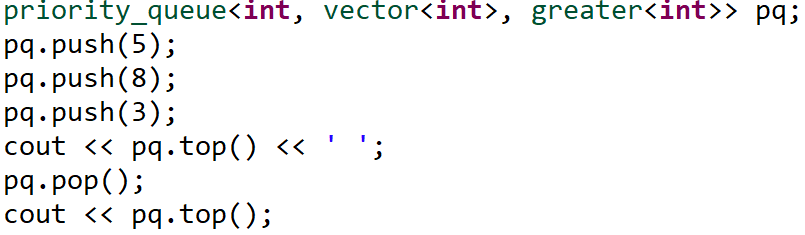 priority_queue<int, vector<int>, greater<int>> pq;
pq.push(5);
pq.push(8);
pq.push(3);
cout << pq.top() << ' ';
pq.pop();
cout << pq.top();